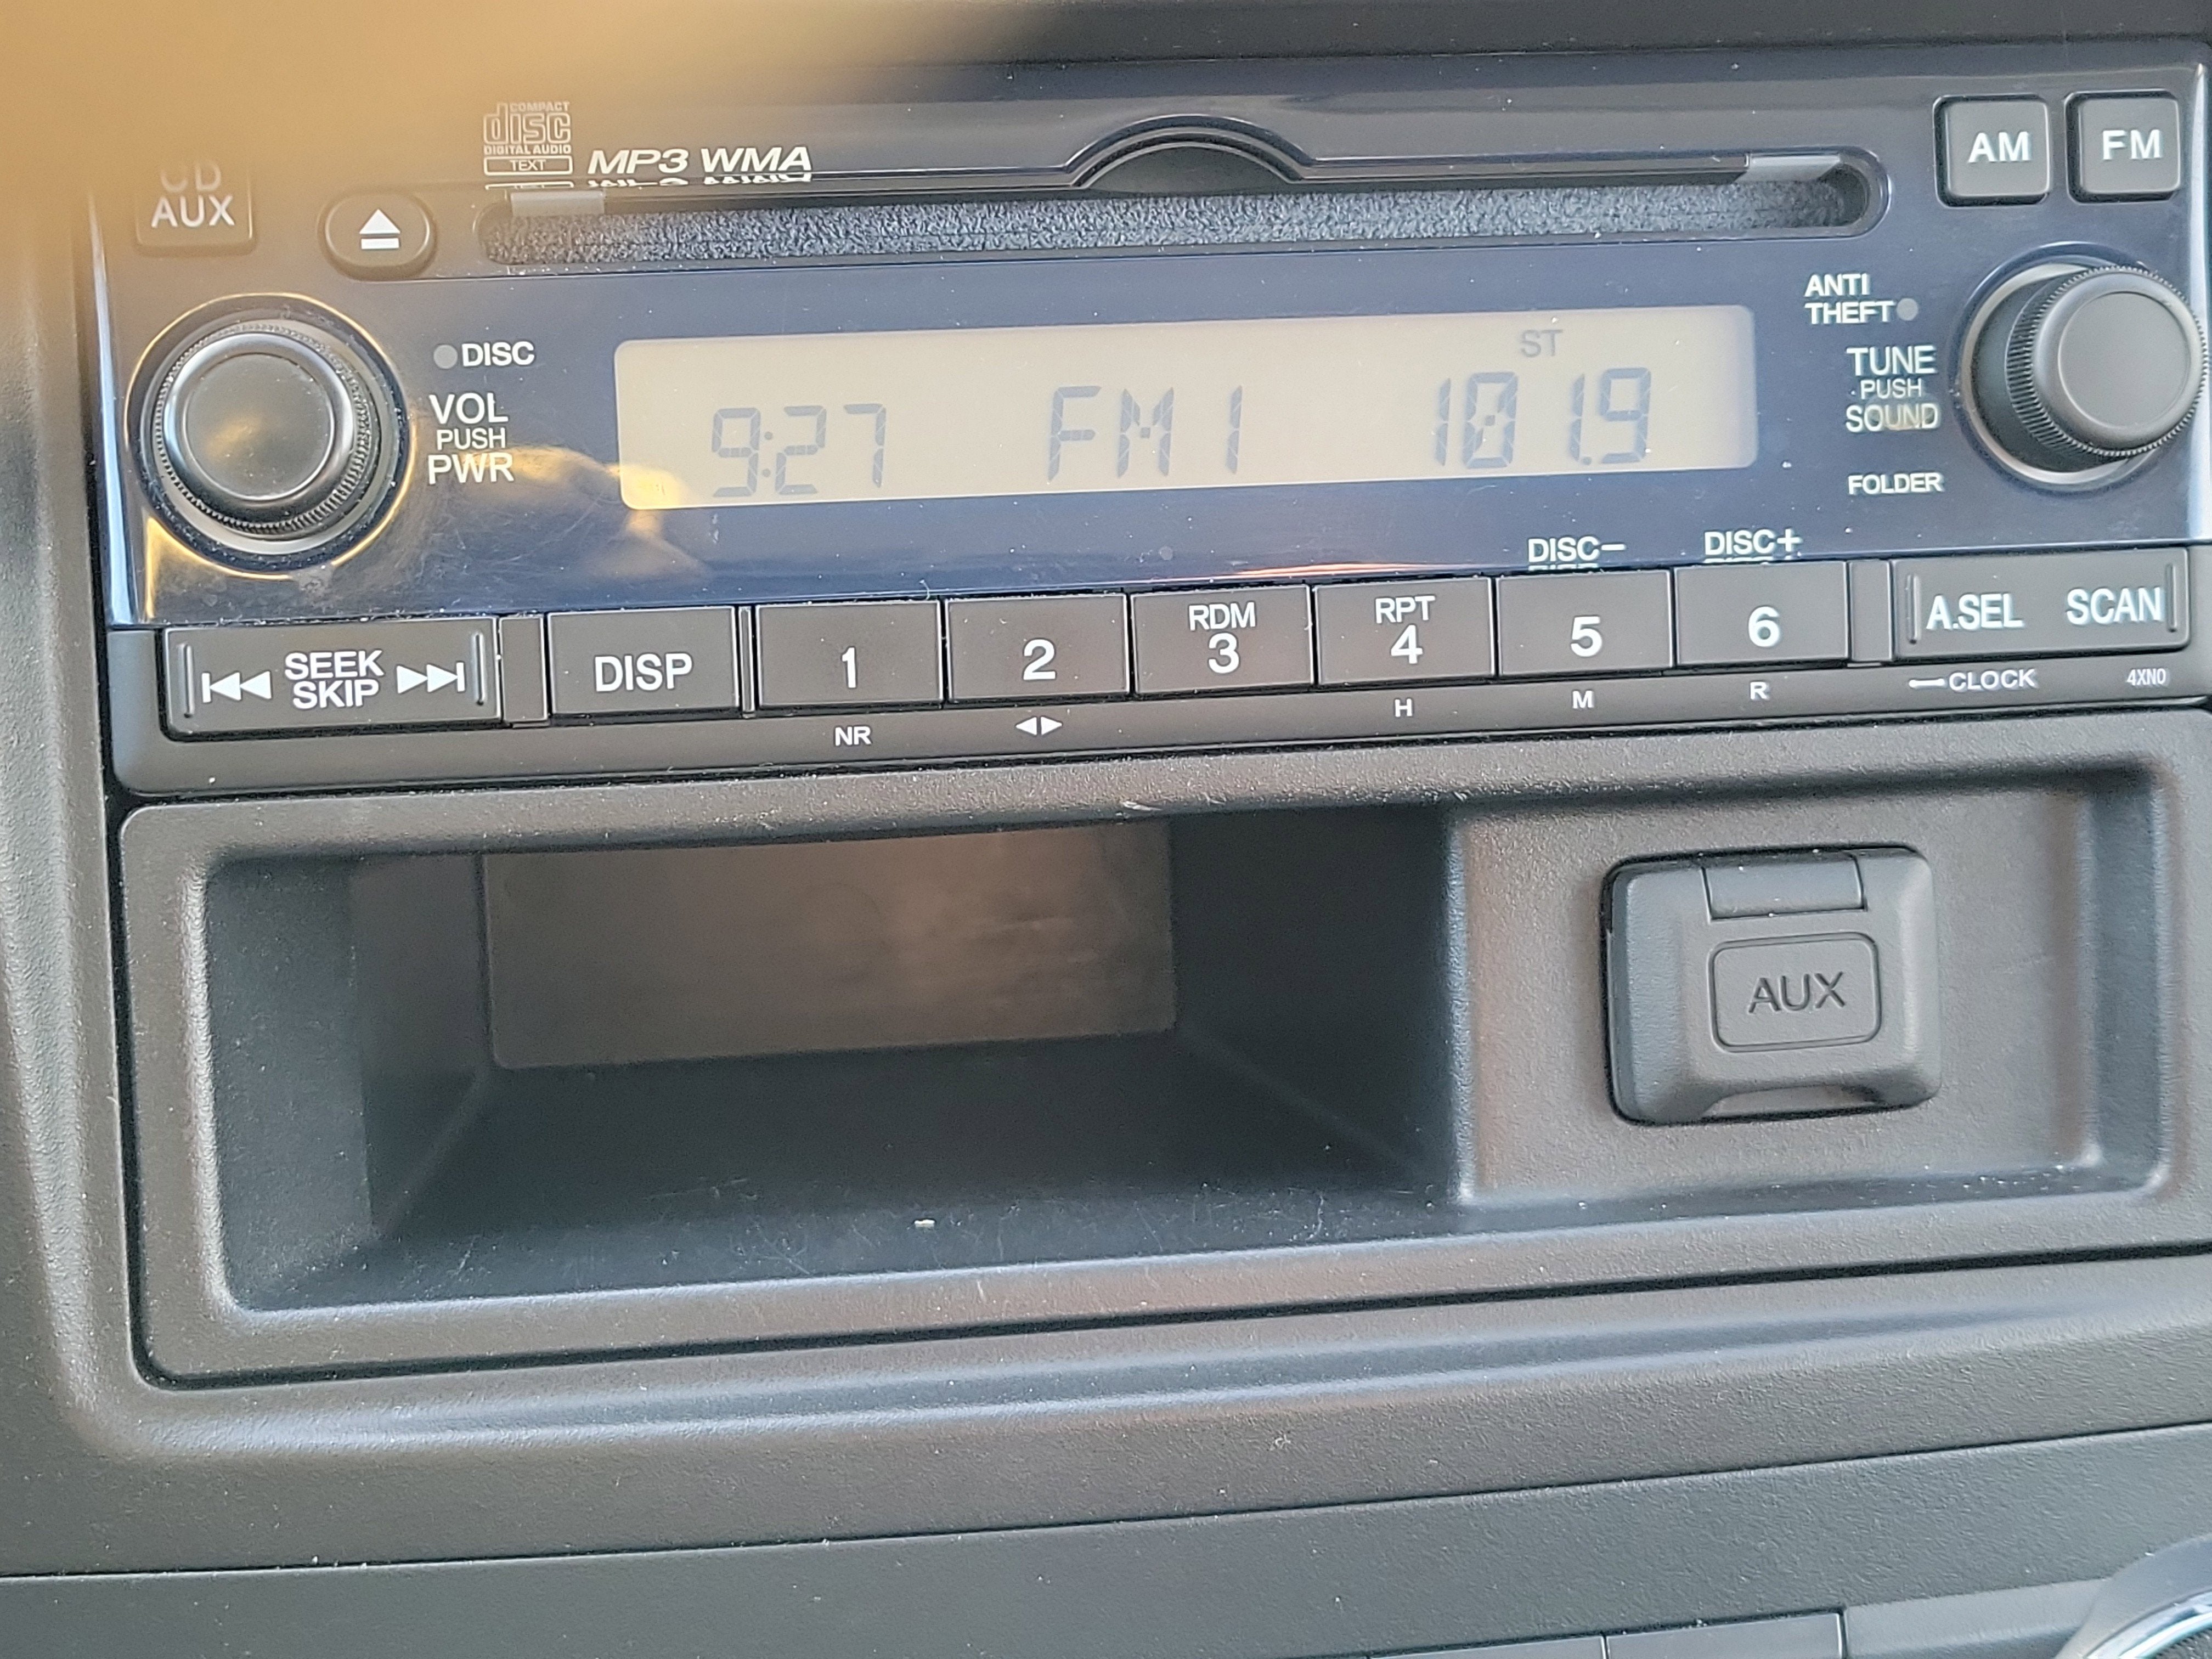 COMPACT
disc
DIGITAL AUDIO
TEXT
MP3 WMA
AM
FM
CD
AUX
ANTI
THEFT
DISC
ST
TUNE
PUSH
SOUND
VOL
PUSH
PWR
9:27 FM1 101.9
FOLDER
DISC−
DISC+
SEEK
SKIP
DISP
1
2
RDM
3
RPT
4
5
6
A.SEL
SCAN
NR
H
M
R
CLOCK
4XN0
AUX